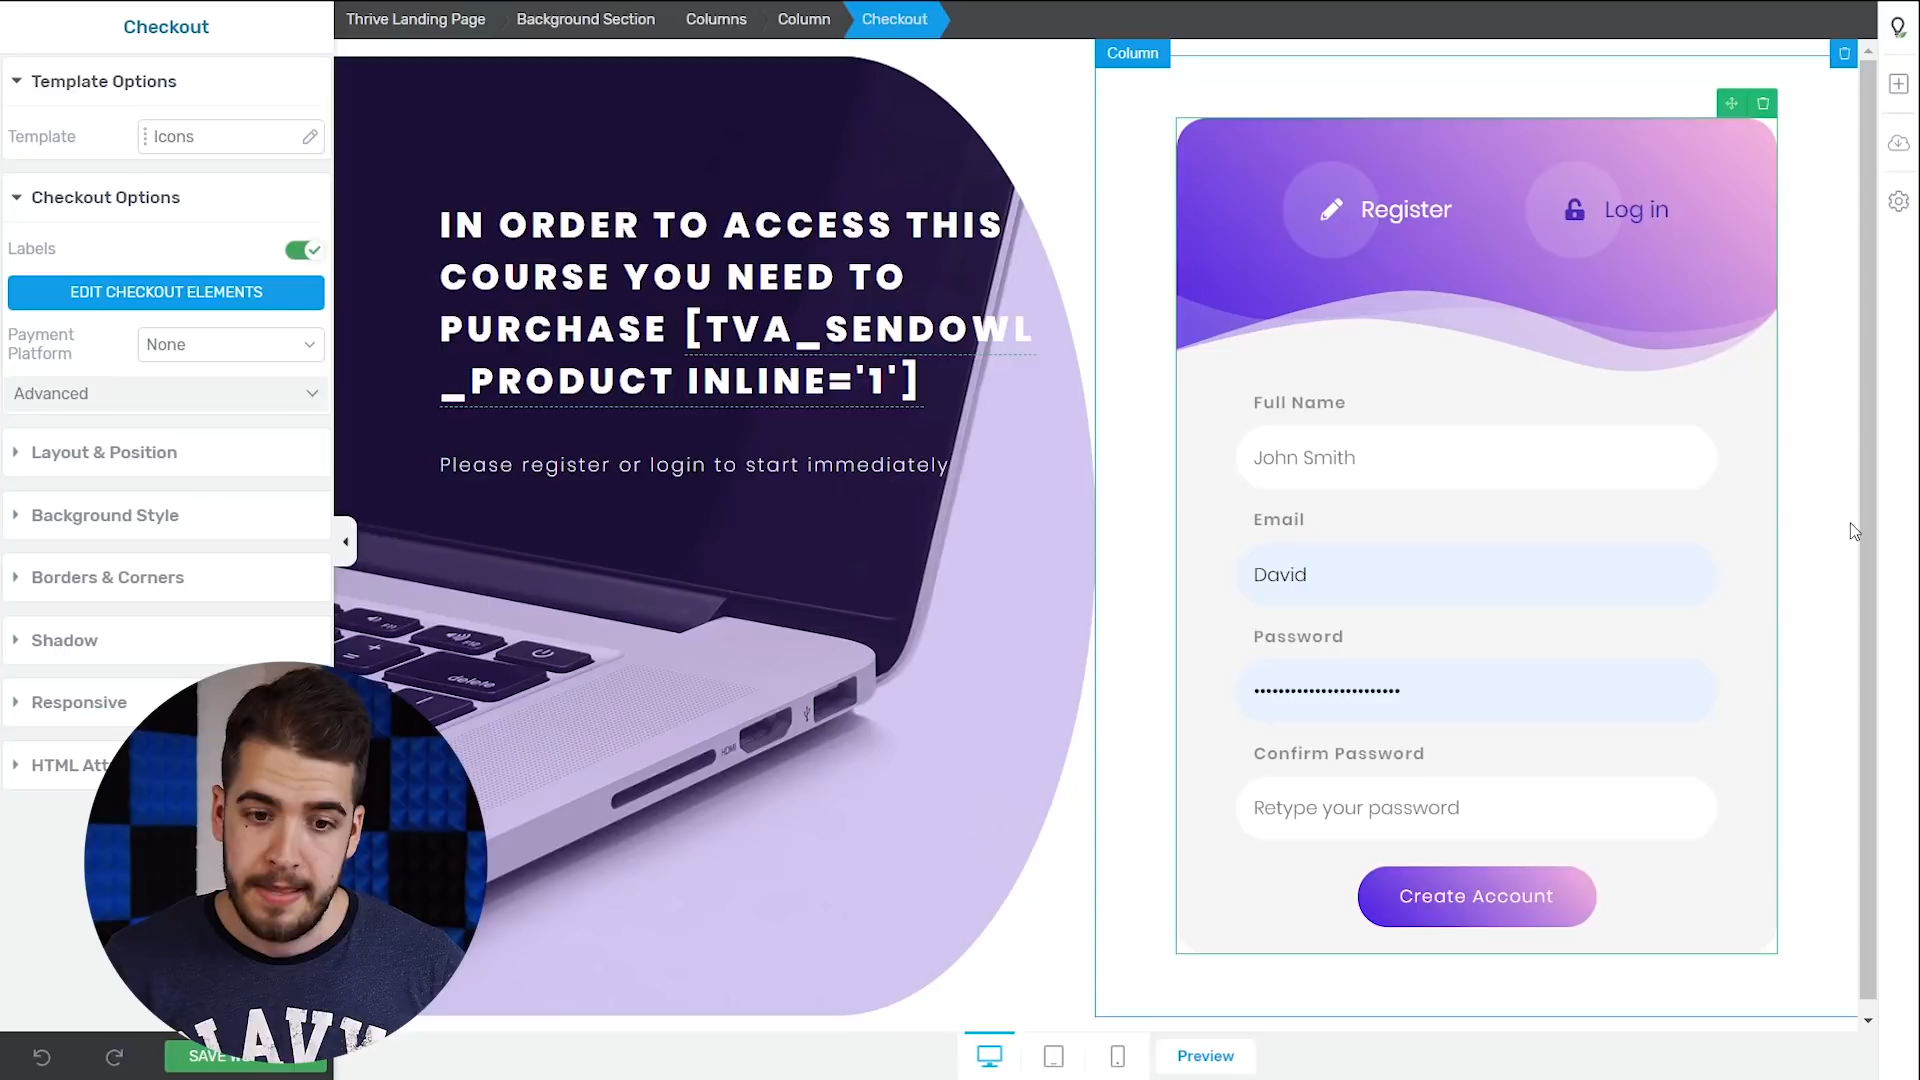 Checkout
Thrive Landing Page
Background Section
Columns
Column
Checkout
Template Options
Template
Icons
Checkout Options
Labels
EDIT CHECKOUT ELEMENTS
Payment
Platform
None
Advanced
Layout & Position
Background Style
Borders & Corners
Shadow
Responsive
HTML Att
Column
IN ORDER TO ACCESS THIS
COURSE YOU NEED TO
PURCHASE [TVA_SENDOWL
_PRODUCT INLINE='1']
Please register or login to start immediately
delete
HDMI
Register
Log in
Full Name
John Smith
Email
David
Password
Confirm Password
Retype your password
Create Account
SAVE
Preview